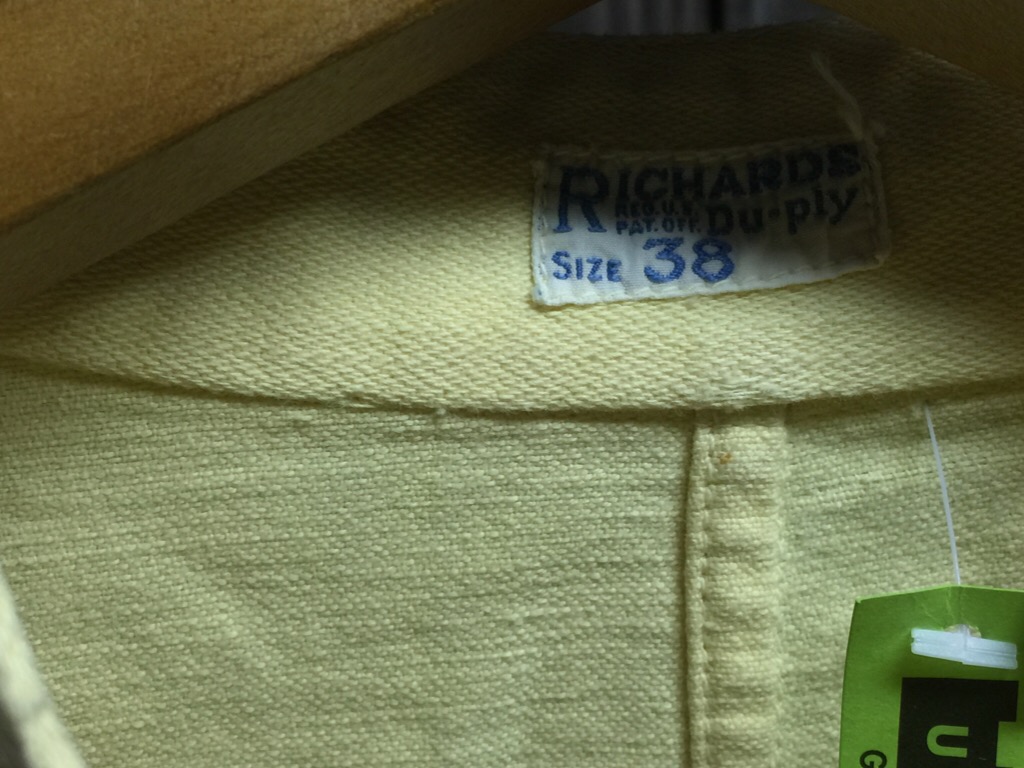 RICHARDS
REG. U.S.
PAT. OFF. Du-ply
SIZE 38
U
G